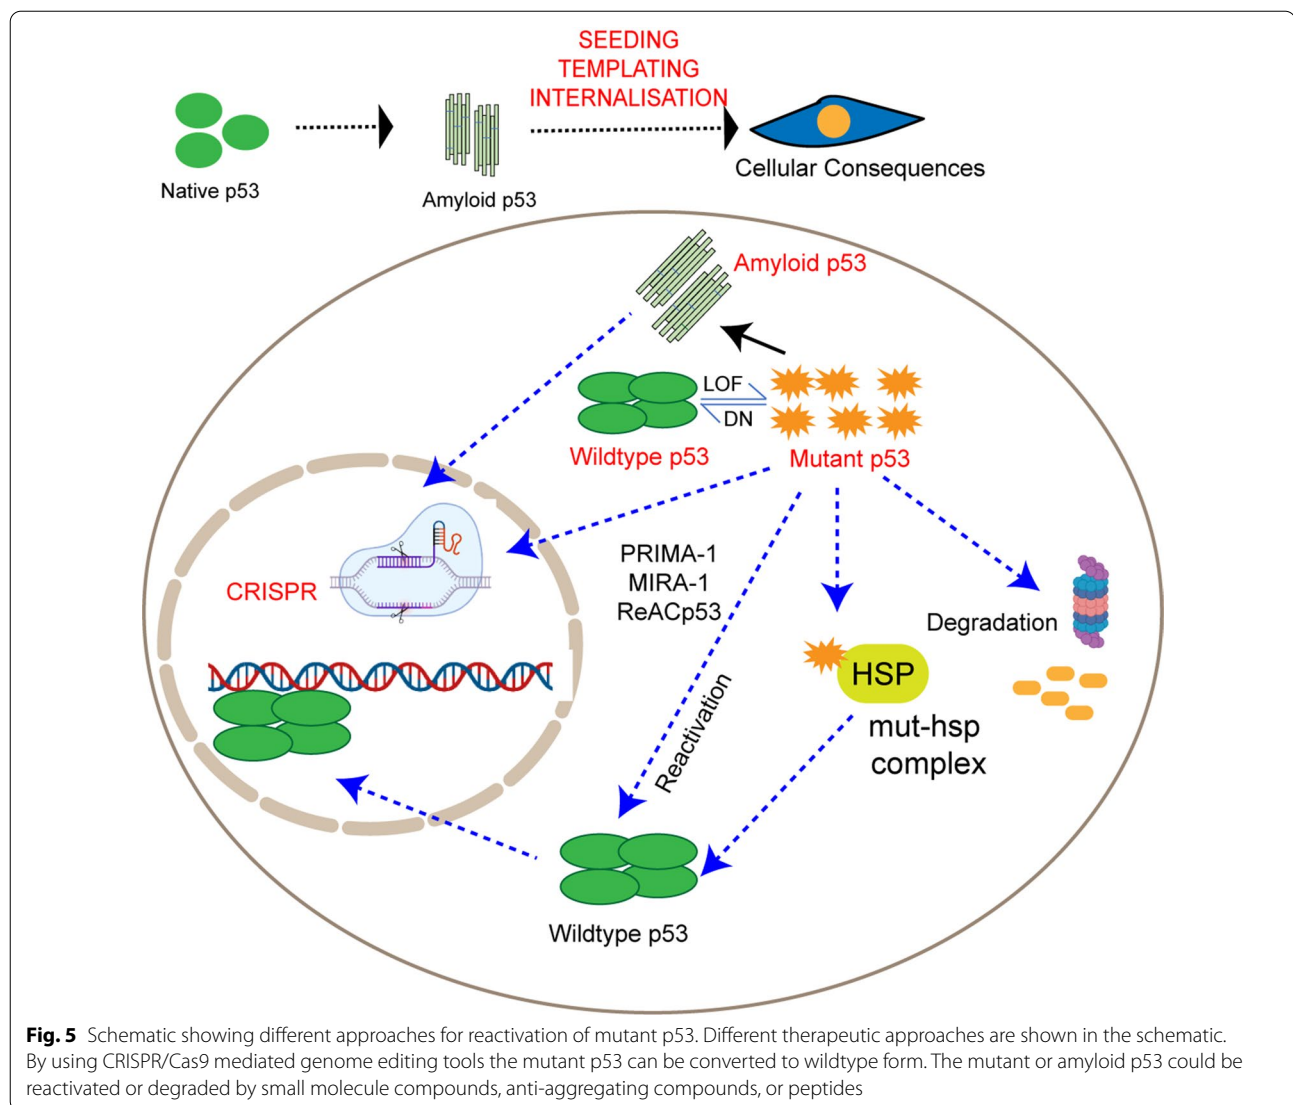 SEEDING
TEMPLATING
INTERNALISATION
Native p53
Amyloid p53
Cellular Consequences
Amyloid p53
LOF
DN
Wildtype p53
Mutant p53
CRISPR
PRIMA-1
MIRA-1
ReACp53
Degradation
HSP
mut-hsp
complex
Reactivation
Wildtype p53
Fig. 5 Schematic showing different approaches for reactivation of mutant p53. Different therapeutic approaches are shown in the schematic.
By using CRISPR/Cas9 mediated genome editing tools the mutant p53 can be converted to wildtype form. The mutant or amyloid p53 could be
reactivated or degraded by small molecule compounds, anti-aggregating compounds, or peptides